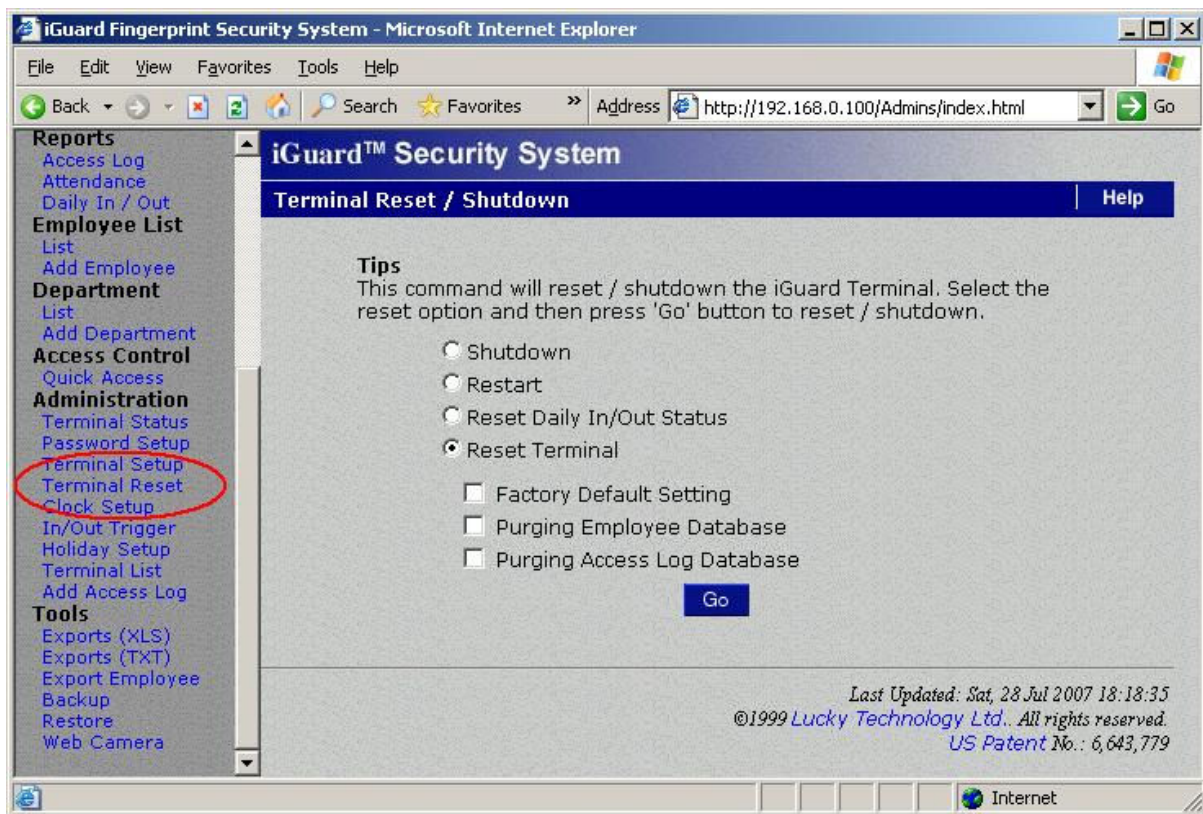 iGuard Fingerprint Security System - Microsoft Internet Explorer
File Edit View Favorites Tools Help
Back Search Favorites » Address http://192.168.0.100/Admins/index.html Go
Reports
Access Log
Attendance
Daily In / Out
Employee List
List
Add Employee
Department
List
Add Department
Access Control
Quick Access
Administration
Terminal Status
Password Setup
Terminal Setup
Terminal Reset
Clock Setup
In/Out Trigger
Holiday Setup
Terminal List
Add Access Log
Tools
Exports (XLS)
Exports (TXT)
Export Employee
Backup
Restore
Web Camera
iGuard™ Security System
Terminal Reset / Shutdown
Help
Tips
This command will reset / shutdown the iGuard Terminal. Select the
reset option and then press 'Go' button to reset / shutdown.
Shutdown
Restart
Reset Daily In/Out Status
Reset Terminal
Factory Default Setting
Purging Employee Database
Purging Access Log Database
Go
Last Updated: Sat, 28 Jul 2007 18:18:35
©1999 Lucky Technology Ltd.. All rights reserved.
US Patent No.: 6,643,779
Internet